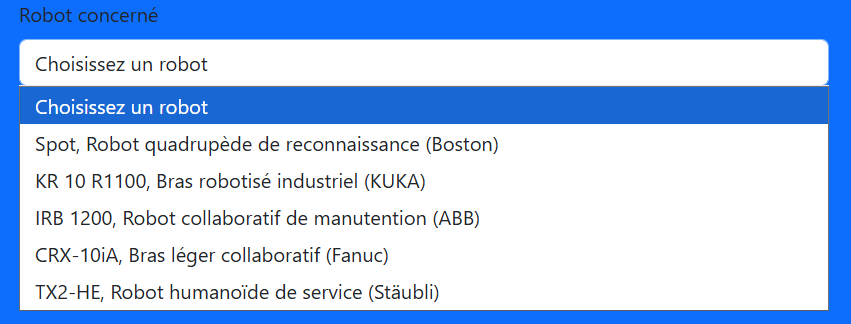 Robot concerné
Choisissez un robot
Choisissez un robot
Spot, Robot quadrupède de reconnaissance (Boston)
KR 10 R1100, Bras robotisé industriel (KUKA)
IRB 1200, Robot collaboratif de manutention (ABB)
CRX-10iA, Bras léger collaboratif (Fanuc)
TX2-HE, Robot humanoïde de service (Stäubli)